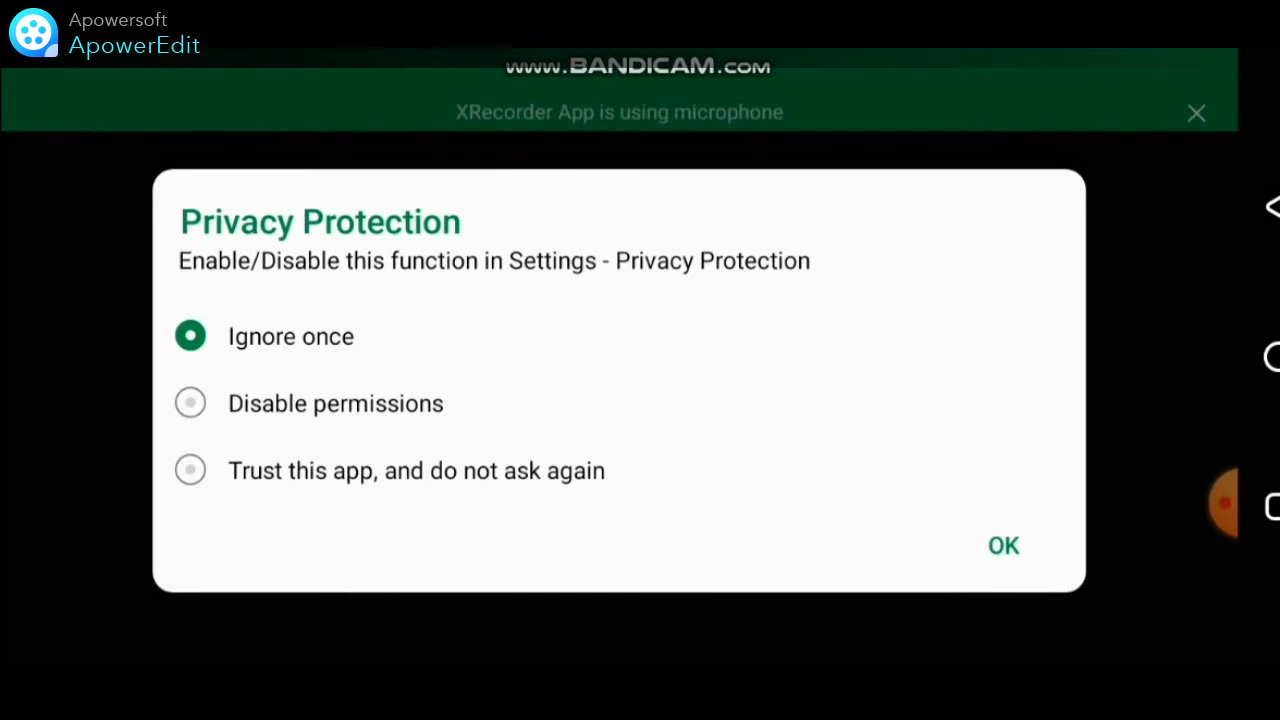 Apowersoft
ApowerEdit
www.BANDICAM.com
XRecorder App is using microphone
Privacy Protection
Enable/Disable this function in Settings - Privacy Protection
Ignore once
Disable permissions
Trust this app, and do not ask again
OK